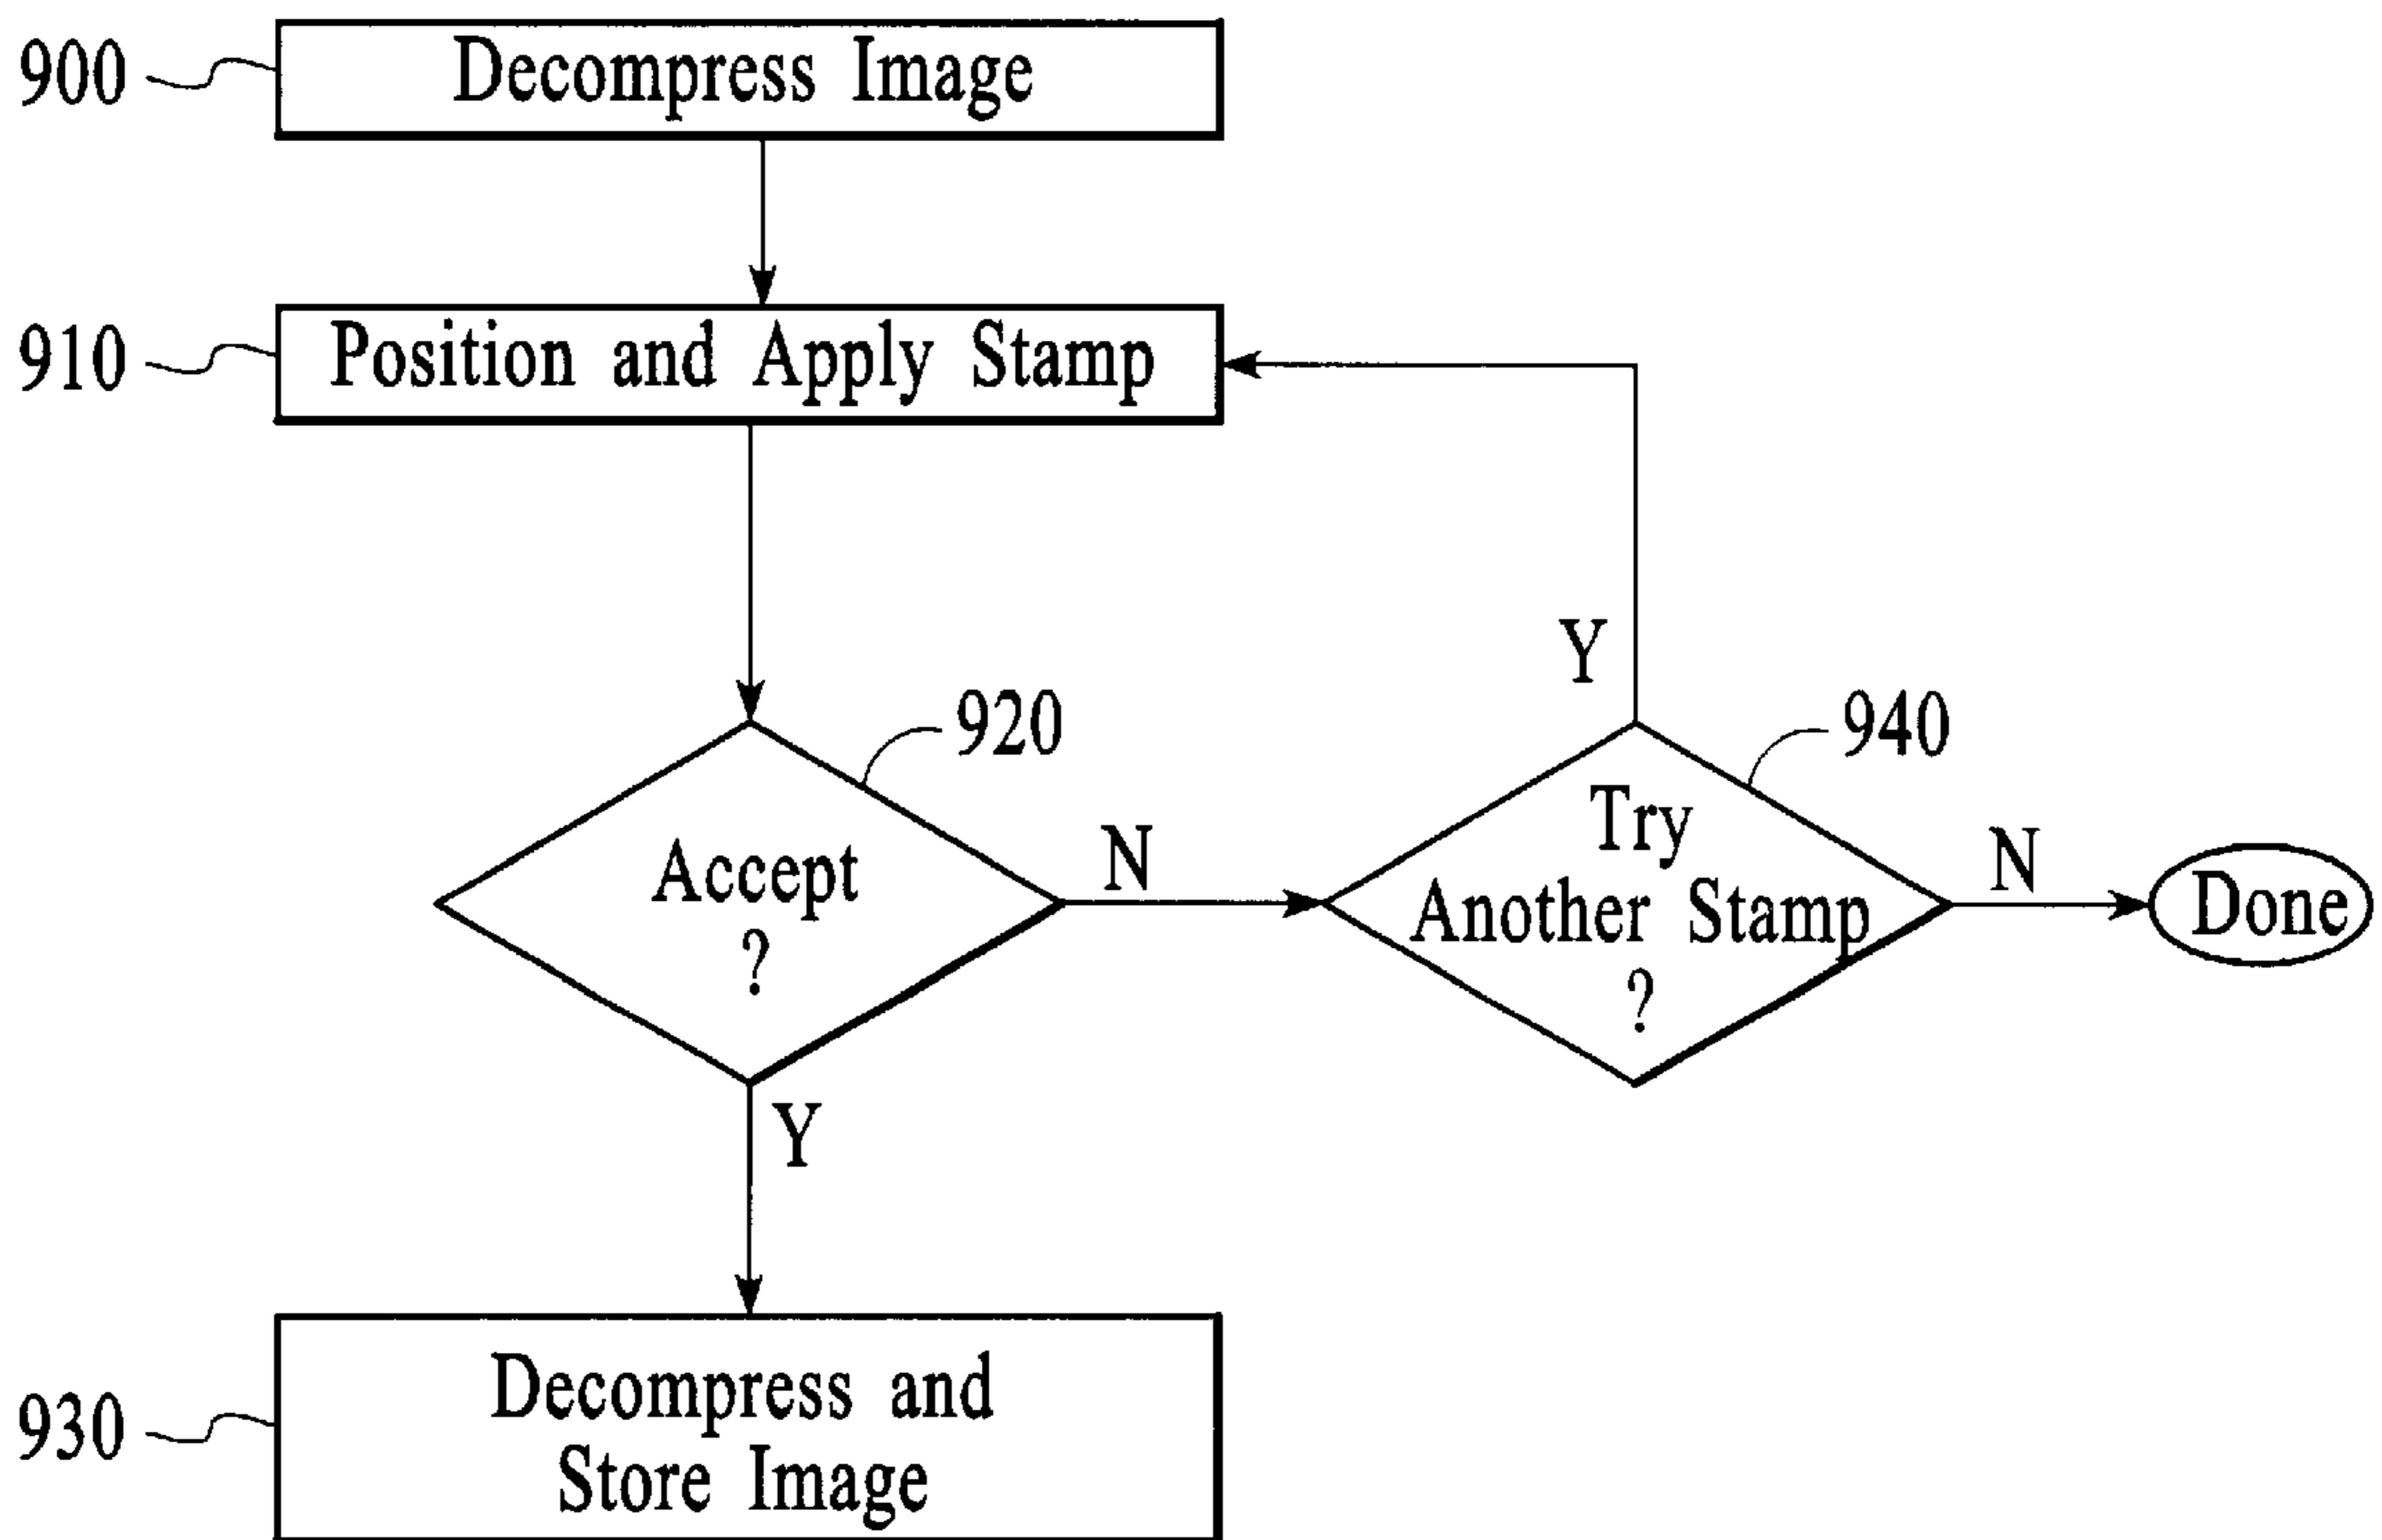 900
Decompress Image
910
Position and Apply Stamp
Y
920
940
Accept
?
N
Try
Another Stamp
?
N
Done
Y
930
Decompress and
Store Image